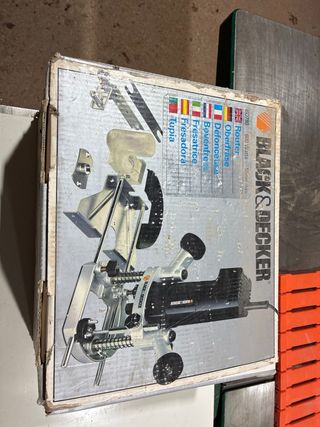 BLACK & DECKER
Router
Oberfräse
Défonceuse
Bovenfrees
Fresatrice
Fresadora
Tupia